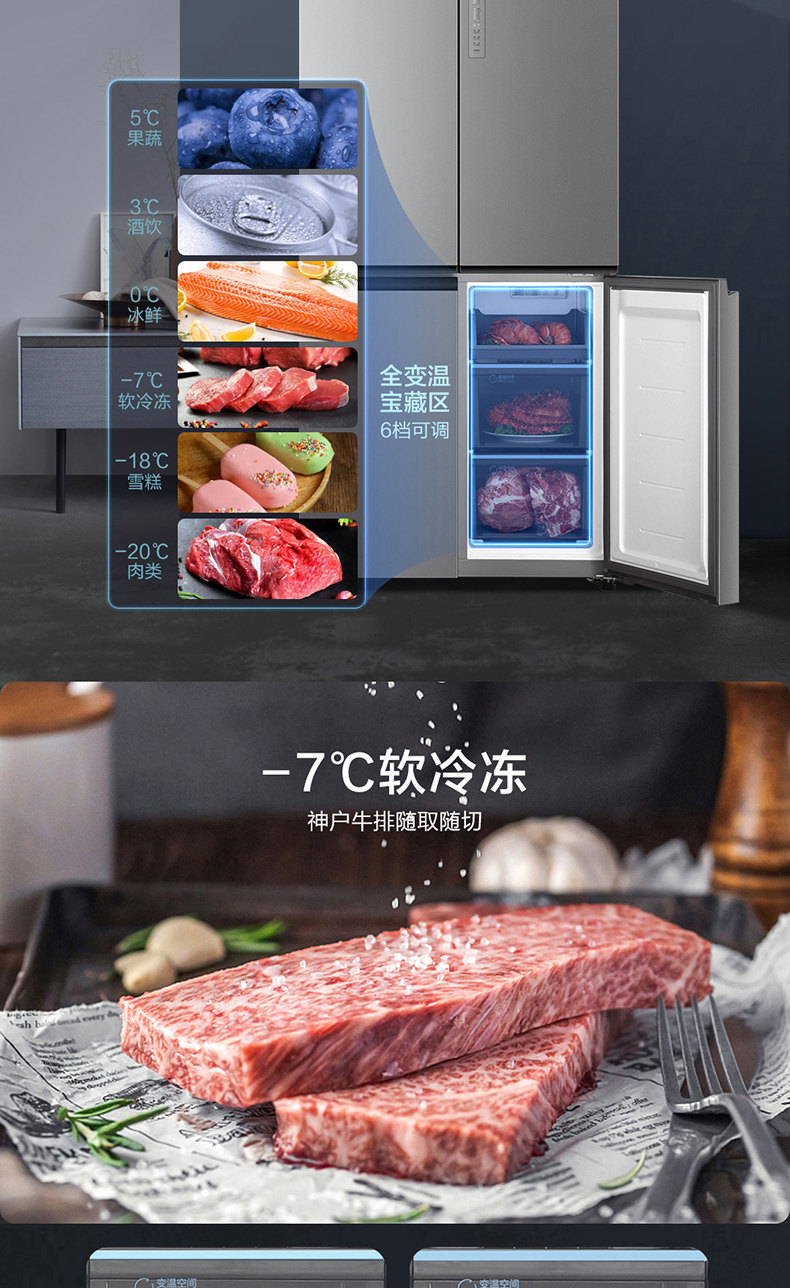 5℃
果蔬
3℃
酒饮
0℃
冰鲜
-7℃
软冷冻
-18℃
雪糕
-20℃
肉类
全变温
宝藏区
6档可调
-7℃软冷冻
神户牛排随取随切
变温空间
变温空间